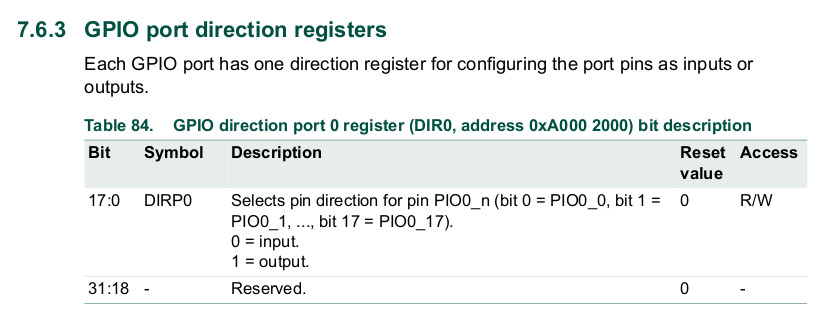 7.6.3 GPIO port direction registers
Each GPIO port has one direction register for configuring the port pins as inputs or
outputs.
Table 84. GPIO direction port 0 register (DIR0, address 0xA000 2000) bit description
Bit Symbol Description Reset value Access
17:0 DIRP0 Selects pin direction for pin PIO0_n (bit 0 = PIO0_0, bit 1 = 0 R/W
PIO0_1, ..., bit 17 = PIO0_17).
0 = input.
1 = output.
31:18 - Reserved. 0 -